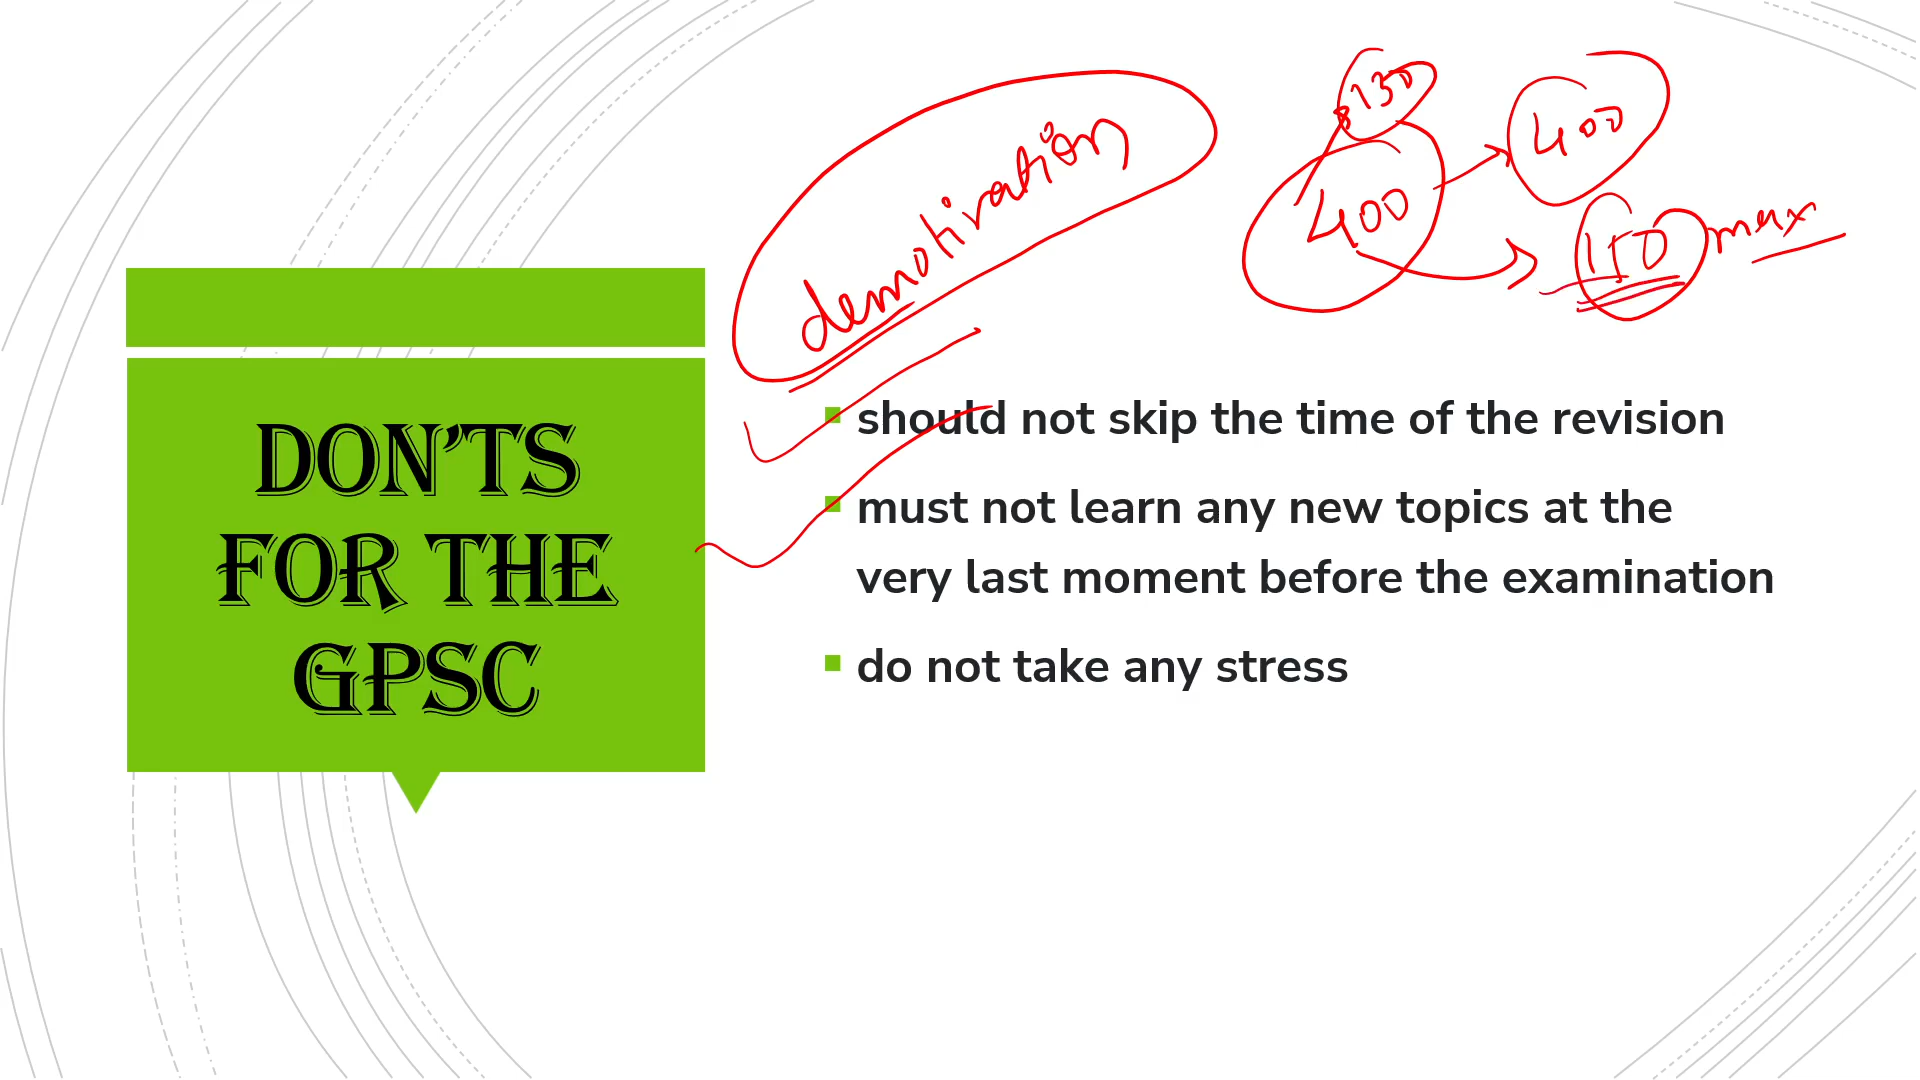 DON'TS
FOR THE
GPSC
demotivation
130
400
400
150 max
should not skip the time of the revision
must not learn any new topics at the
very last moment before the examination
do not take any stress